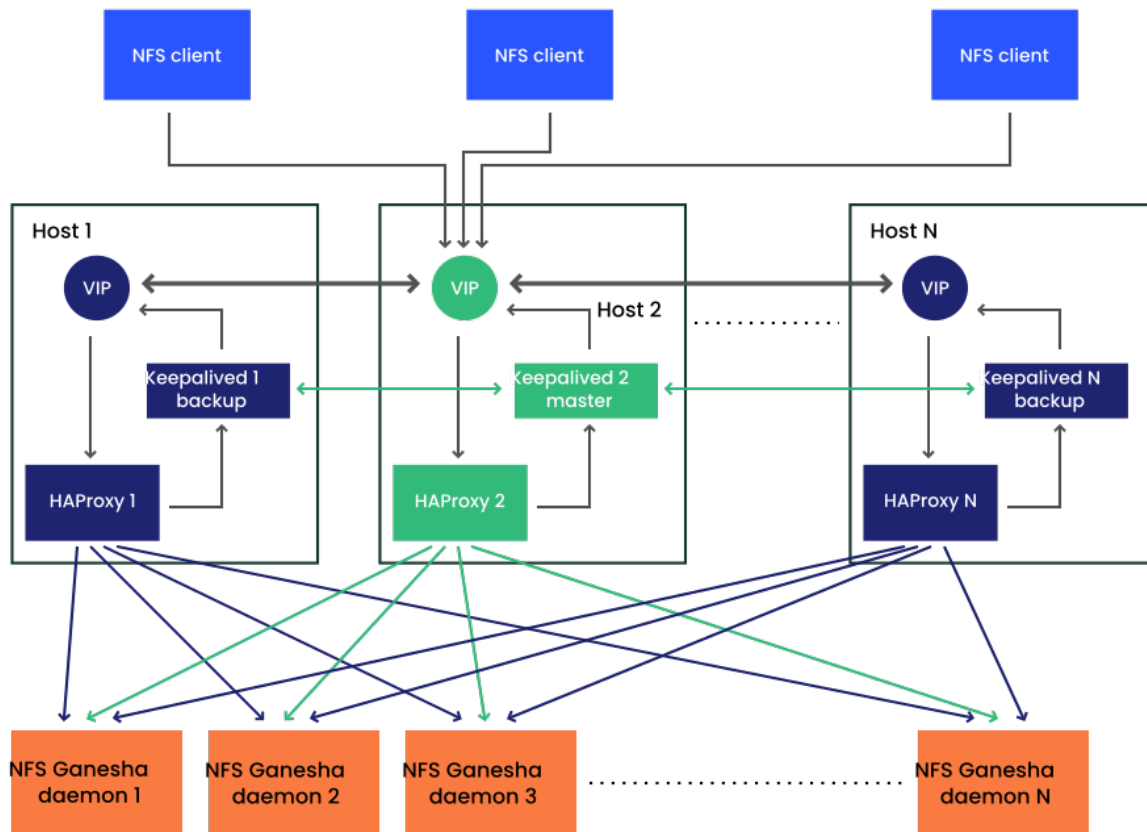 NFS client
NFS client
NFS client
Host 1
Host N
VIP
VIP
VIP
Host 2
Keepalived 1
backup
Keepalived 2
master
Keepalived N
backup
HAProxy 1
HAProxy 2
HAProxy N
NFS Ganesha
daemon 1
NFS Ganesha
daemon 2
NFS Ganesha
daemon 3
NFS Ganesha
daemon N